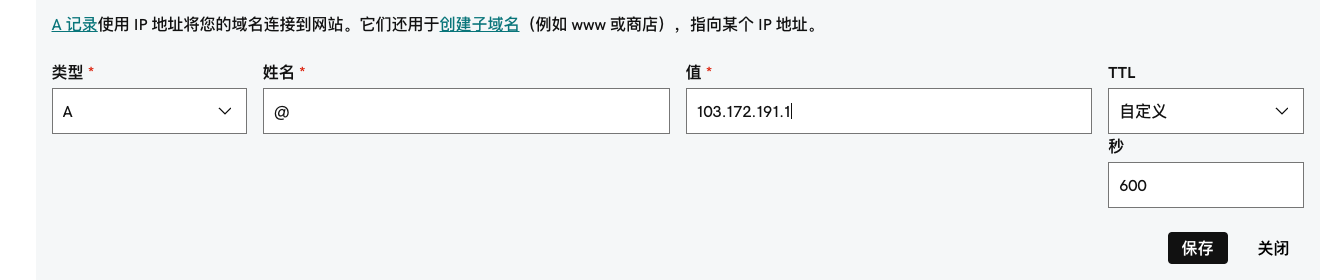 A 记录使用 IP 地址将您的域名连接到网站。它们还用于创建子域名（例如 www 或商店），指向某个 IP 地址。
类型 * 姓名 * 值 * TTL
A @ 103.172.191.1 自定义
秒
600
保存 关闭